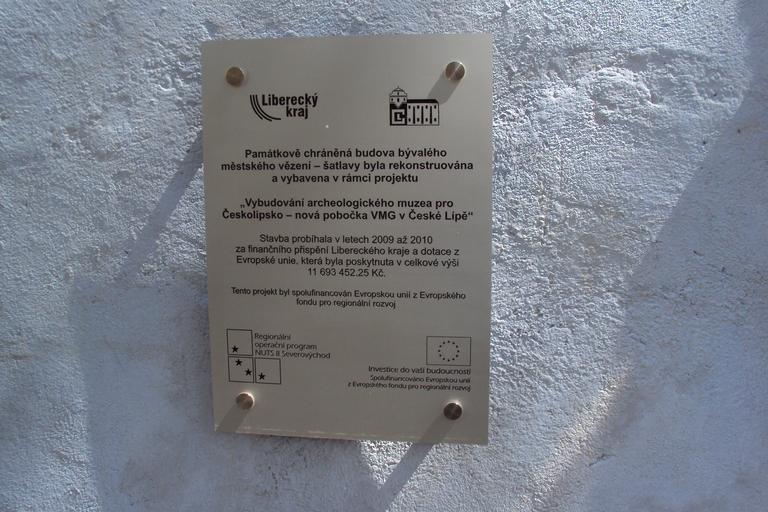 Liberecký
kraj
Památkově chráněná budova bývalého
městského vězení – šatlavy byla rekonstruována
a vybavena v rámci projektu
„Vybudování archeologického muzea pro
Českolipsko – nová pobočka VMG v České Lípě“
Stavba probíhala v letech 2009 až 2010
za finančního přispění Libereckého kraje a dotace z
Evropské unie, která byla poskytnuta v celkové výši
11 693 452,25 Kč.
Tento projekt byl spolufinancován Evropskou unií z Evropského
fondu pro regionální rozvoj
Regionální
operační program
NUTS II Severovýchod
Investice do vaší budoucnosti
Spolufinancováno Evropskou unií
z Evropského fondu pro regionální rozvoj